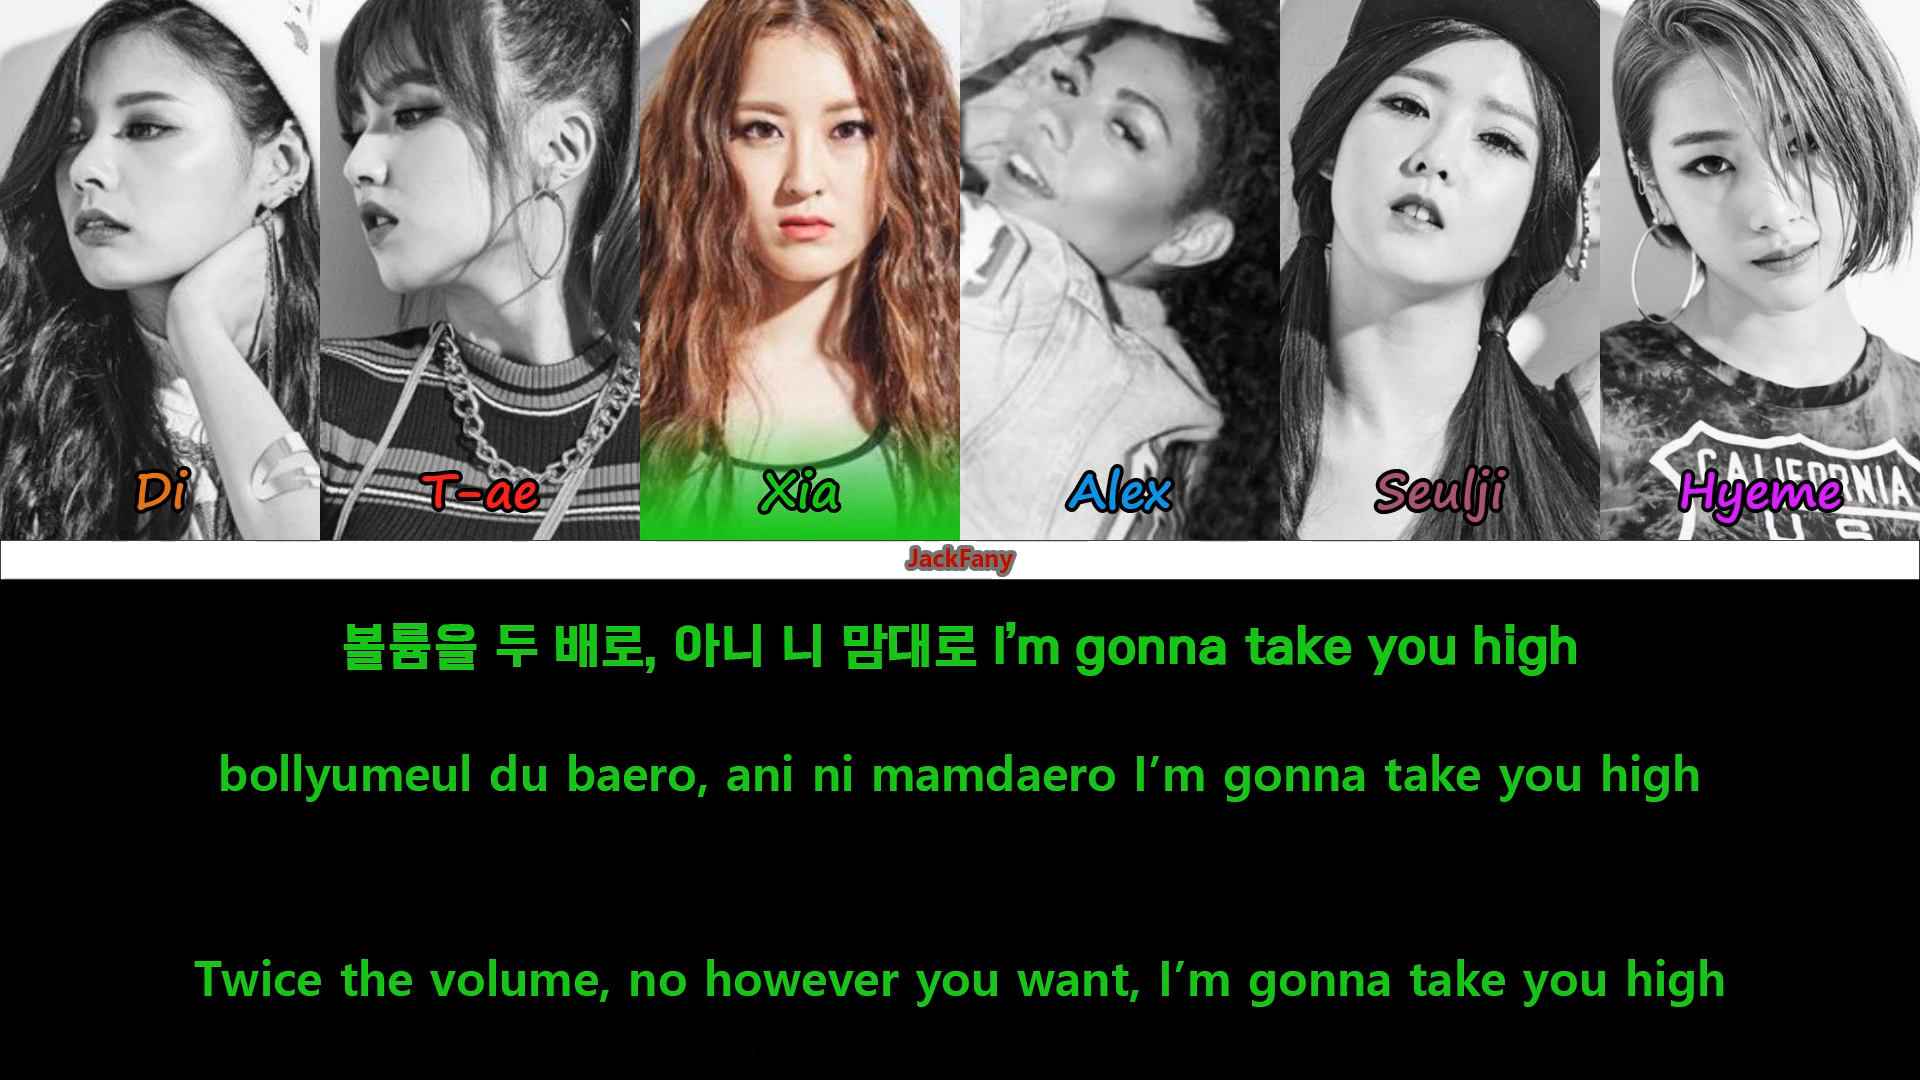 Di
T-ae
Xia
Alex
Seulji
Hyeme
CALIFORNIA
U S
JackFany
볼륨을 두 배로, 아니 니 맘대로 I’m gonna take you high
bollyumeul du baero, ani ni mamdaero I’m gonna take you high
Twice the volume, no however you want, I’m gonna take you high